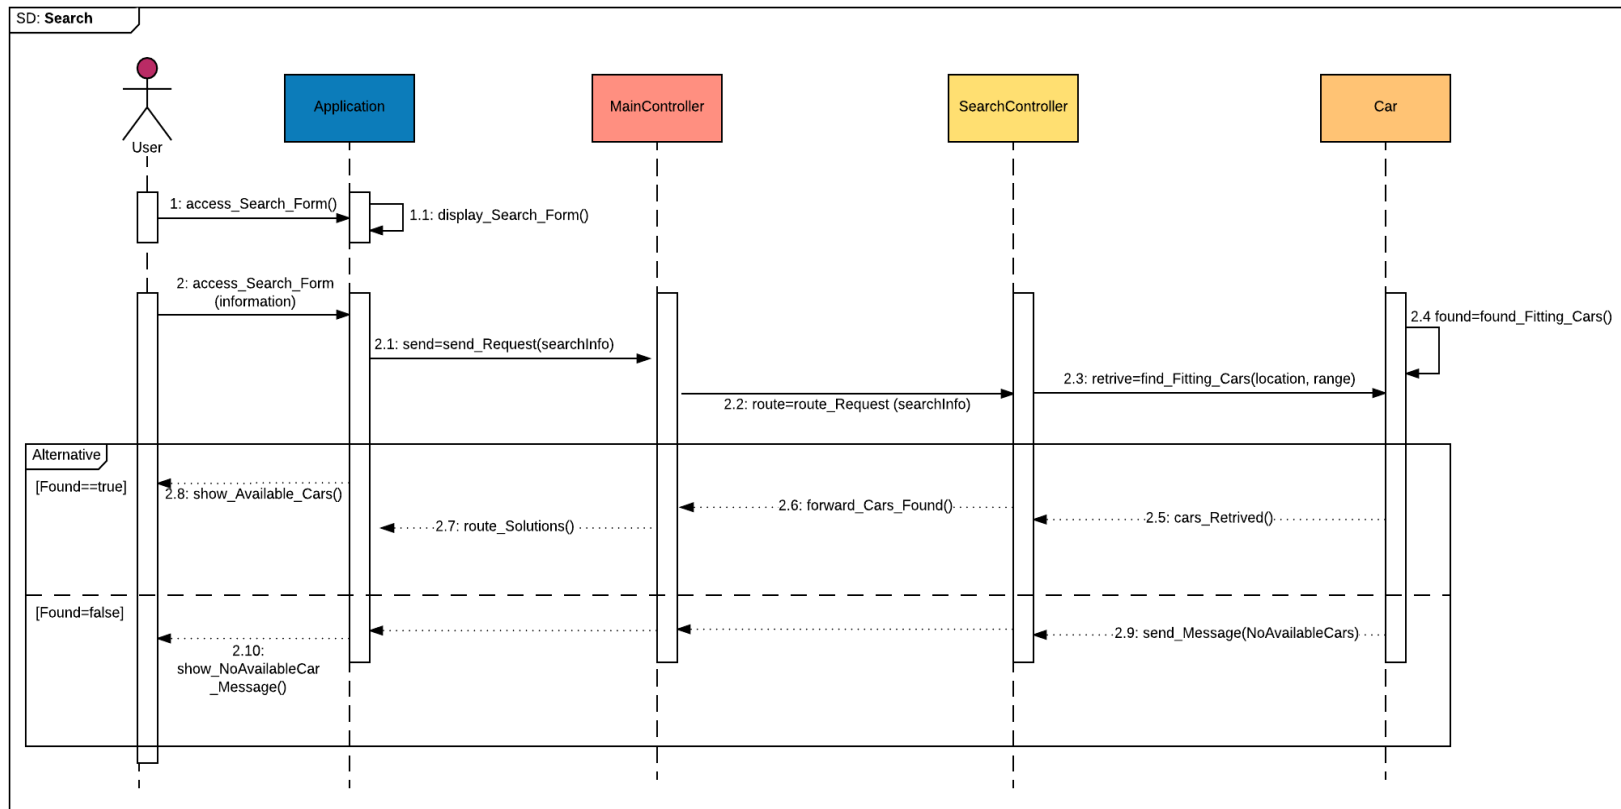 SD: Search
User
Application
MainController
SearchController
Car
1: access_Search_Form()
1.1: display_Search_Form()
2: access_Search_Form
(information)
2.1: send=send_Request(searchInfo)
2.4 found=found_Fitting_Cars()
2.3: retrive=find_Fitting_Cars(location, range)
2.2: route=route_Request (searchInfo)
Alternative
[Found==true]
2.8: show_Available_Cars()
2.6: forward_Cars_Found()
2.5: cars_Retrived()
2.7: route_Solutions()
[Found=false]
2.9: send_Message(NoAvailableCars)
2.10:
show_NoAvailableCar
_Message()